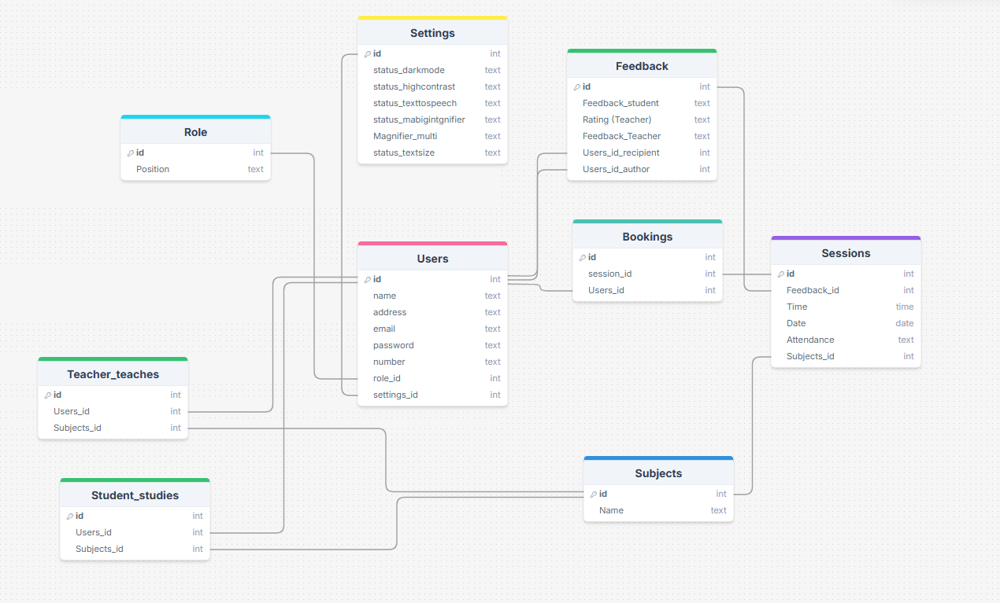 Settings
id int
status_darkmode text
status_highcontrast text
status_texttospeech text
status_mabigintgnifier text
Magnifier_multi text
status_textsize text
Feedback
id int
Feedback_student text
Rating (Teacher) text
Feedback_Teacher text
Users_id_recipient int
Users_id_author int
Role
id int
Position text
Users
id int
name text
address text
email text
password text
number text
role_id int
settings_id int
Bookings
id int
session_id int
Users_id int
Sessions
id int
Feedback_id int
Time time
Date date
Attendance text
Subjects_id int
Teacher_teaches
id int
Users_id int
Subjects_id int
Student_studies
id int
Users_id int
Subjects_id int
Subjects
id int
Name text